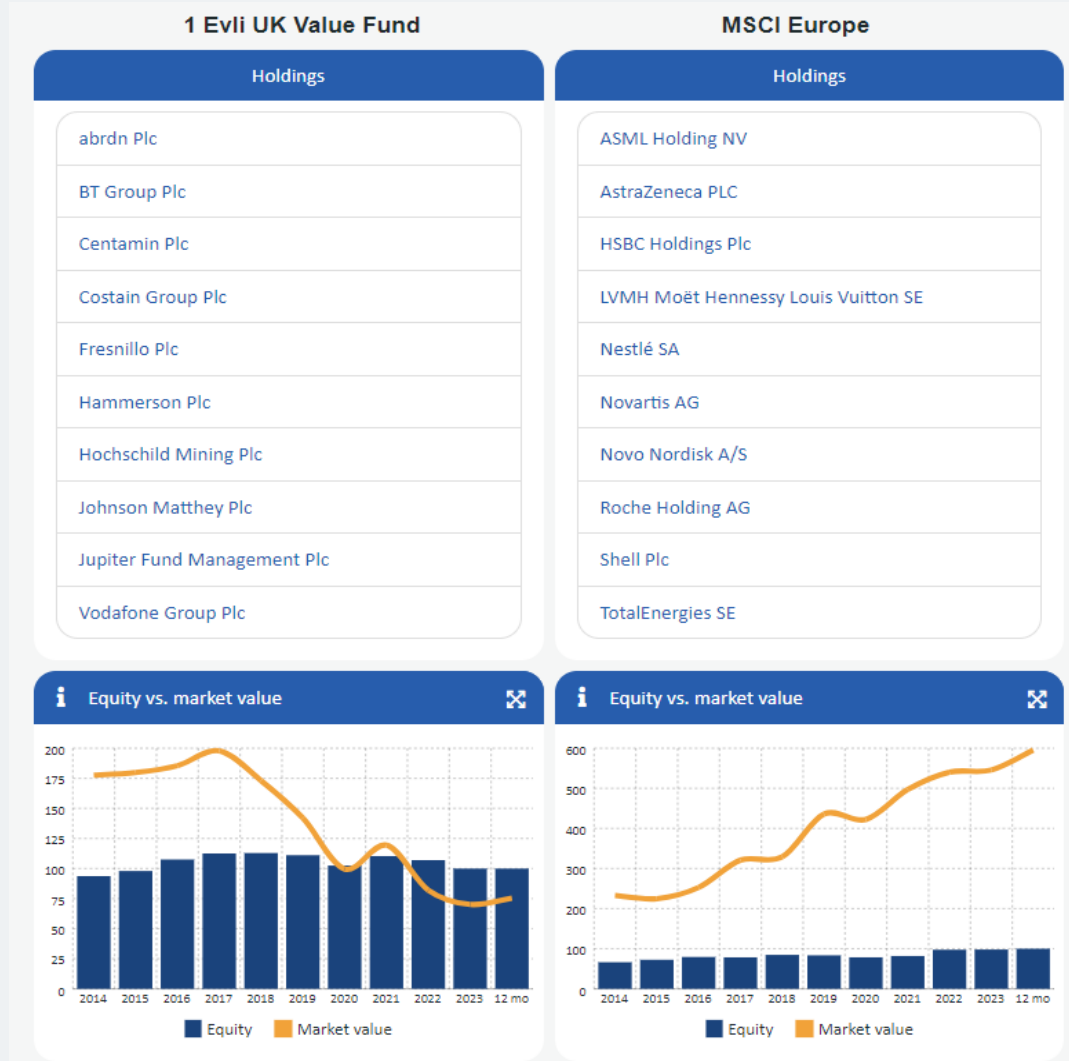 1 Evli UK Value Fund
Holdings
abrdn Plc
BT Group Plc
Centamin Plc
Costain Group Plc
Fresnillo Plc
Hammerson Plc
Hochschild Mining Plc
Johnson Matthey Plc
Jupiter Fund Management Plc
Vodafone Group Plc
Equity vs. market value
200
175
150
125
100
75
50
25
0
2014 2015 2016 2017 2018 2019 2020 2021 2022 2023 12 mo
Equity Market value
MSCI Europe
Holdings
ASML Holding NV
AstraZeneca PLC
HSBC Holdings Plc
LVMH Moët Hennessy Louis Vuitton SE
Nestlé SA
Novartis AG
Novo Nordisk A/S
Roche Holding AG
Shell Plc
TotalEnergies SE
Equity vs. market value
600
500
400
300
200
100
0
2014 2015 2016 2017 2018 2019 2020 2021 2022 2023 12 mo
Equity Market value